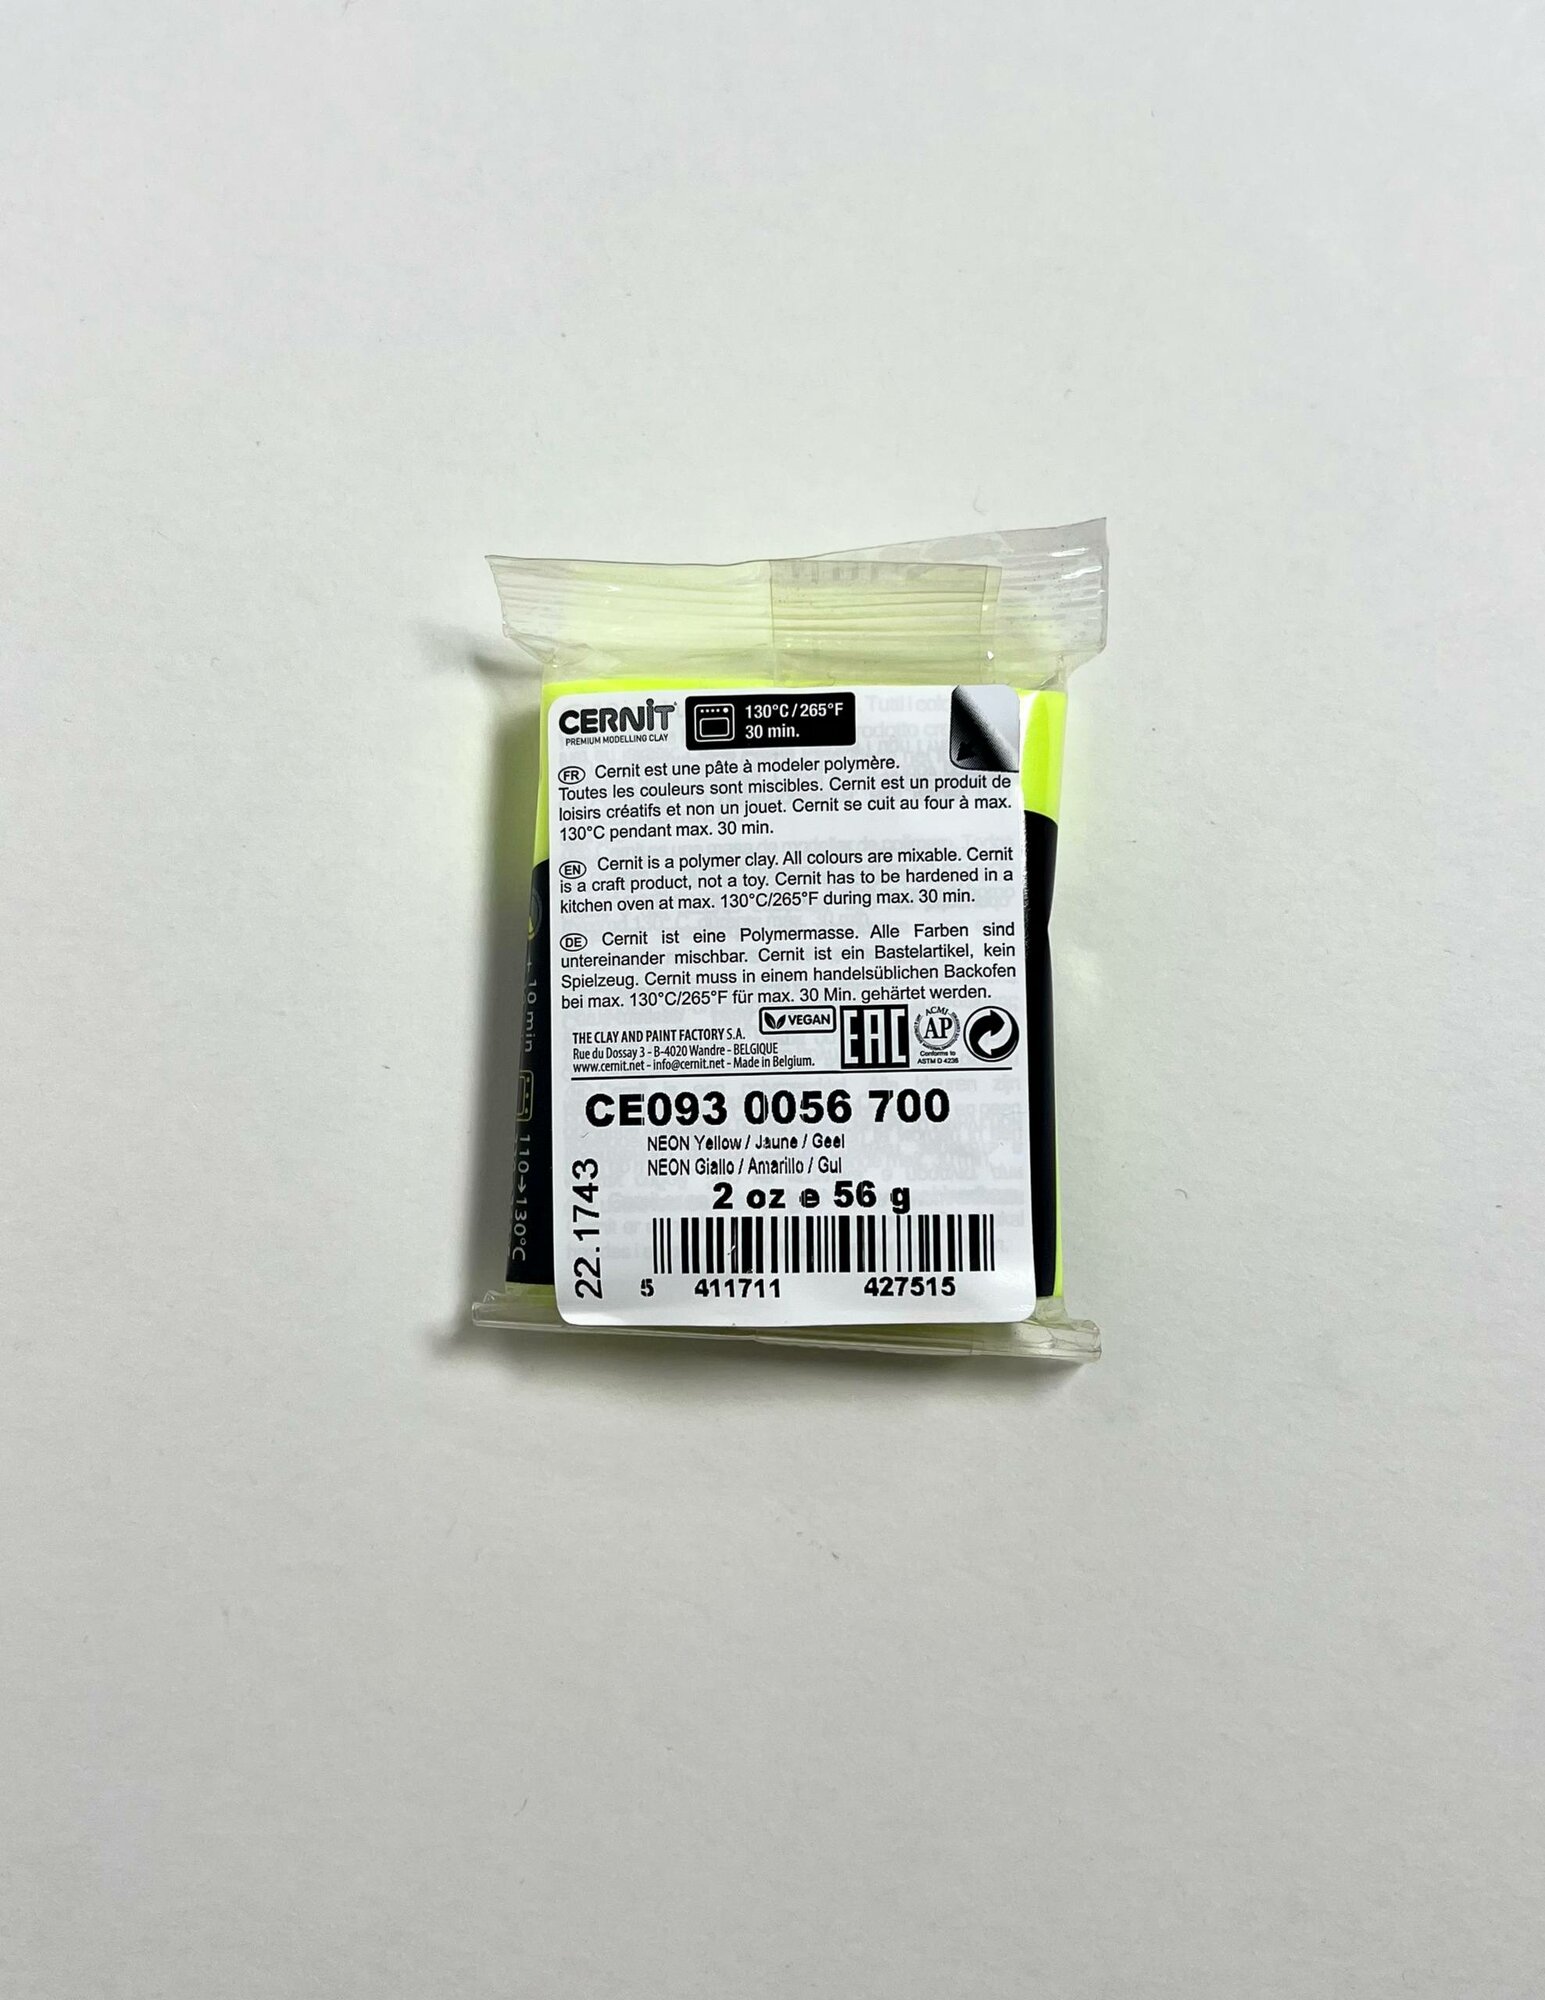 CERNiT
PREMIUM MODELLING CLAY
130°C/265°F
30 min.
FR Cernit est une pâte à modeler polymère.
Toutes les couleurs sont miscibles. Cernit est un produit de
loisirs créatifs et non un jouet. Cernit se cuit au four à max.
130°C pendant max. 30 min.
EN Cernit is a polymer clay. All colours are mixable. Cernit
is a craft product, not a toy. Cernit has to be hardened in a
kitchen oven at max. 130°C/265°F during max. 30 min.
DE Cernit ist eine Polymermasse. Alle Farben sind
untereinander mischbar. Cernit ist ein Bastelartikel, kein
Spielzeug. Cernit muss in einem handelsüblichen Backofen
bei max. 130°C/265°F für max. 30 Min. gehärtet werden.
THE CLAY AND PAINT FACTORY S.A.
Rue du Dossay 3 - B-4020 Wandre - BELGIQUE
www.cernit.net - info@cernit.net - Made in Belgium.
VEGAN
EAC
ACMI
AP
Conforms to
ASTM D 4236
CE093 0056 700
NEON Yellow / Jaune / Geel
NEON Giallo / Amarillo / Gul
2 oz e 56 g
22.1743
5 411711 427515
+ 10 min
110→130°C